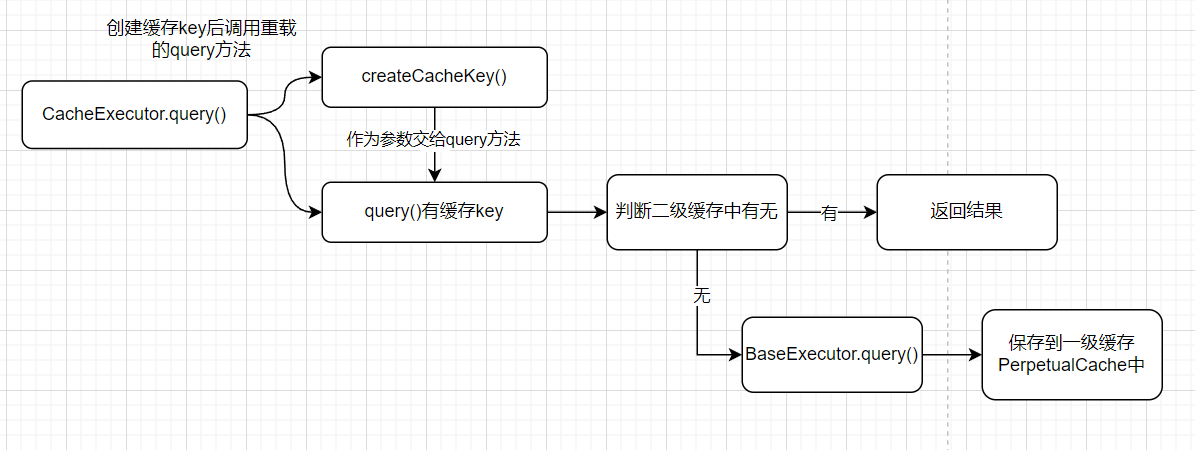 创建缓存key后调用重载
的query方法
CacheExecutor.query()
createCacheKey()
作为参数交给query方法
query()有缓存key
判断二级缓存中有无
有
返回结果
无
BaseExecutor.query()
保存到一级缓存
PerpetualCache中